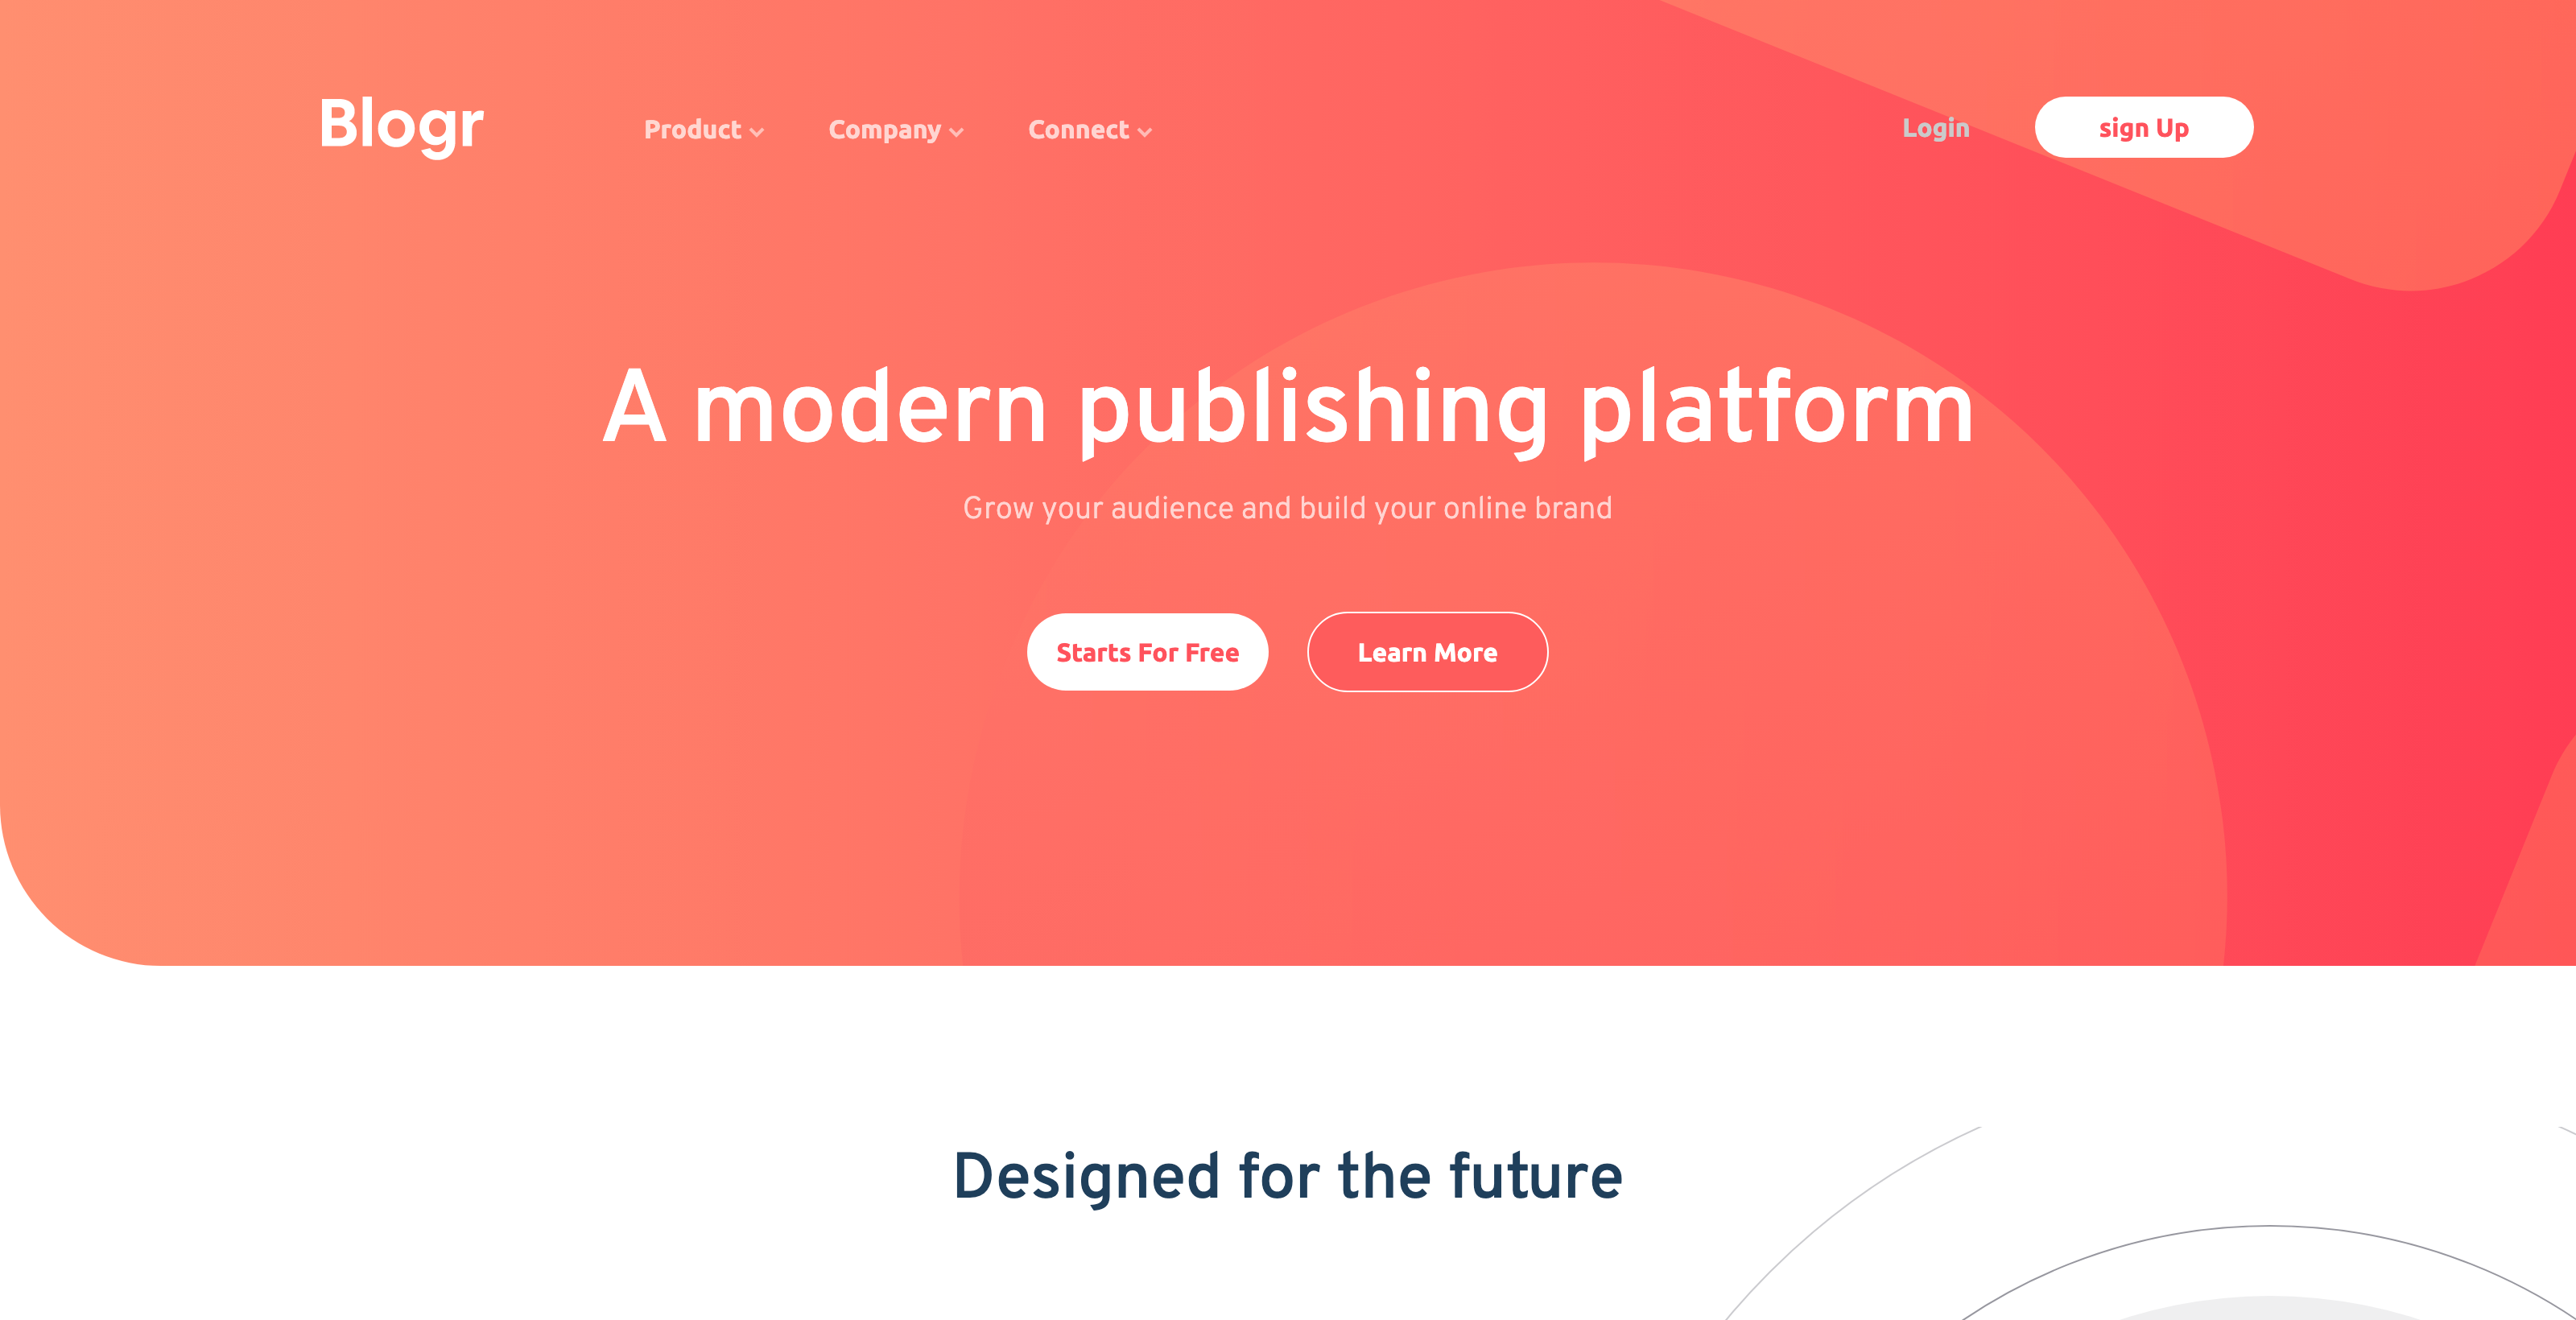 Blogr Product Company Connect Login sign Up
A modern publishing platform
Grow your audience and build your online brand
Starts For Free Learn More
Designed for the future